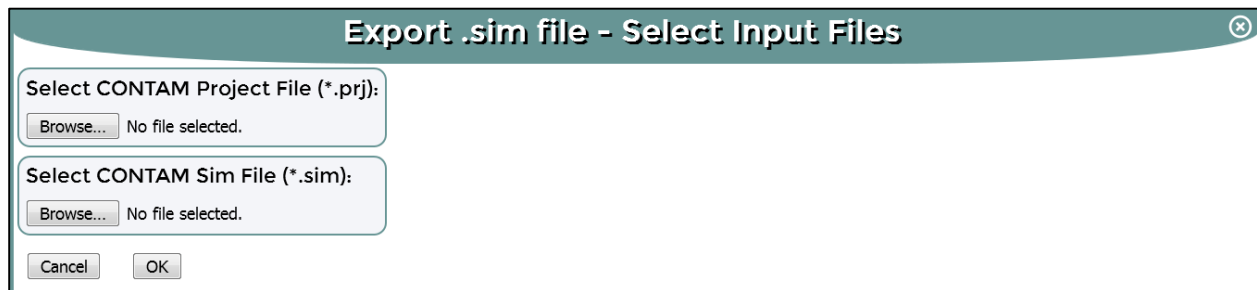 Export .sim file - Select Input Files
Select CONTAM Project File (*.prj):
Browse... No file selected.
Select CONTAM Sim File (*.sim):
Browse... No file selected.
Cancel OK